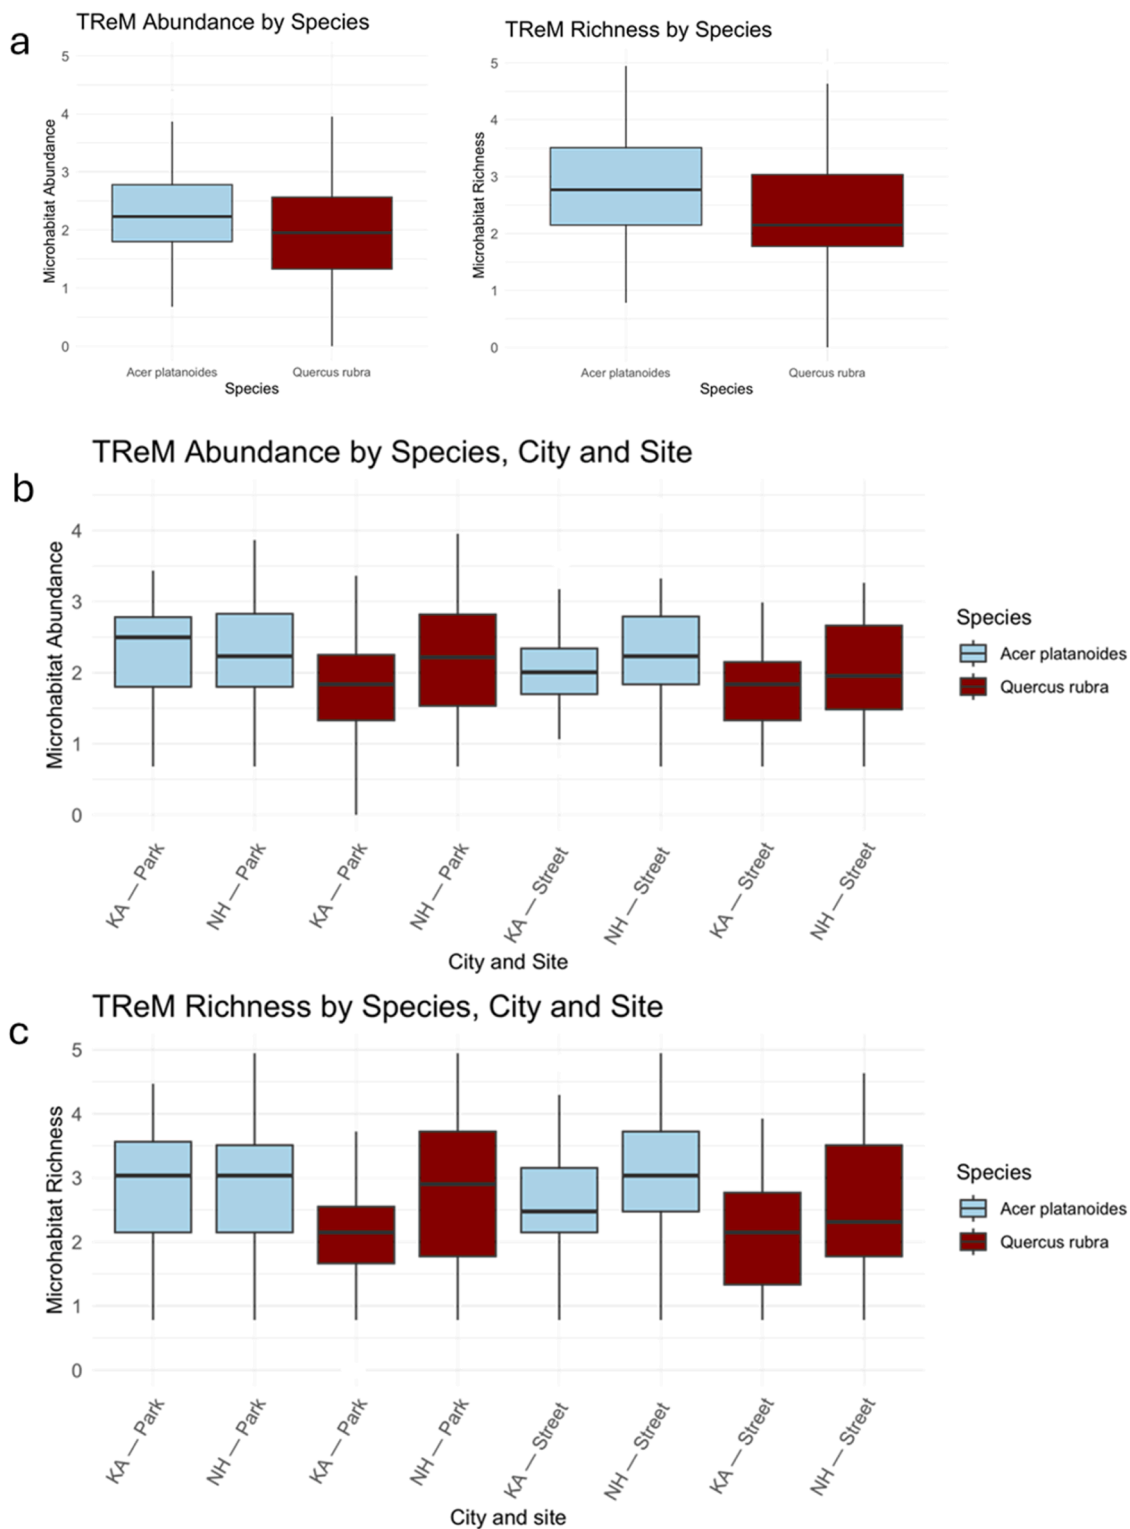 a
TReM Abundance by Species
5
4
3
2
1
0
Microhabitat Abundance
Acer platanoides
Quercus rubra
Species
TReM Richness by Species
5
4
3
2
1
0
Microhabitat Richness
Acer platanoides
Quercus rubra
Species
b
TReM Abundance by Species, City and Site
4
3
2
1
0
Microhabitat Abundance
KA — Park
NH — Park
KA — Park
NH — Park
KA — Street
NH — Street
KA — Street
NH — Street
City and Site
Species
Acer platanoides
Quercus rubra
c
TReM Richness by Species, City and Site
5
4
3
2
1
0
Microhabitat Richness
KA — Park
NH — Park
KA — Park
NH — Park
KA — Street
NH — Street
KA — Street
NH — Street
City and site
Species
Acer platanoides
Quercus rubra